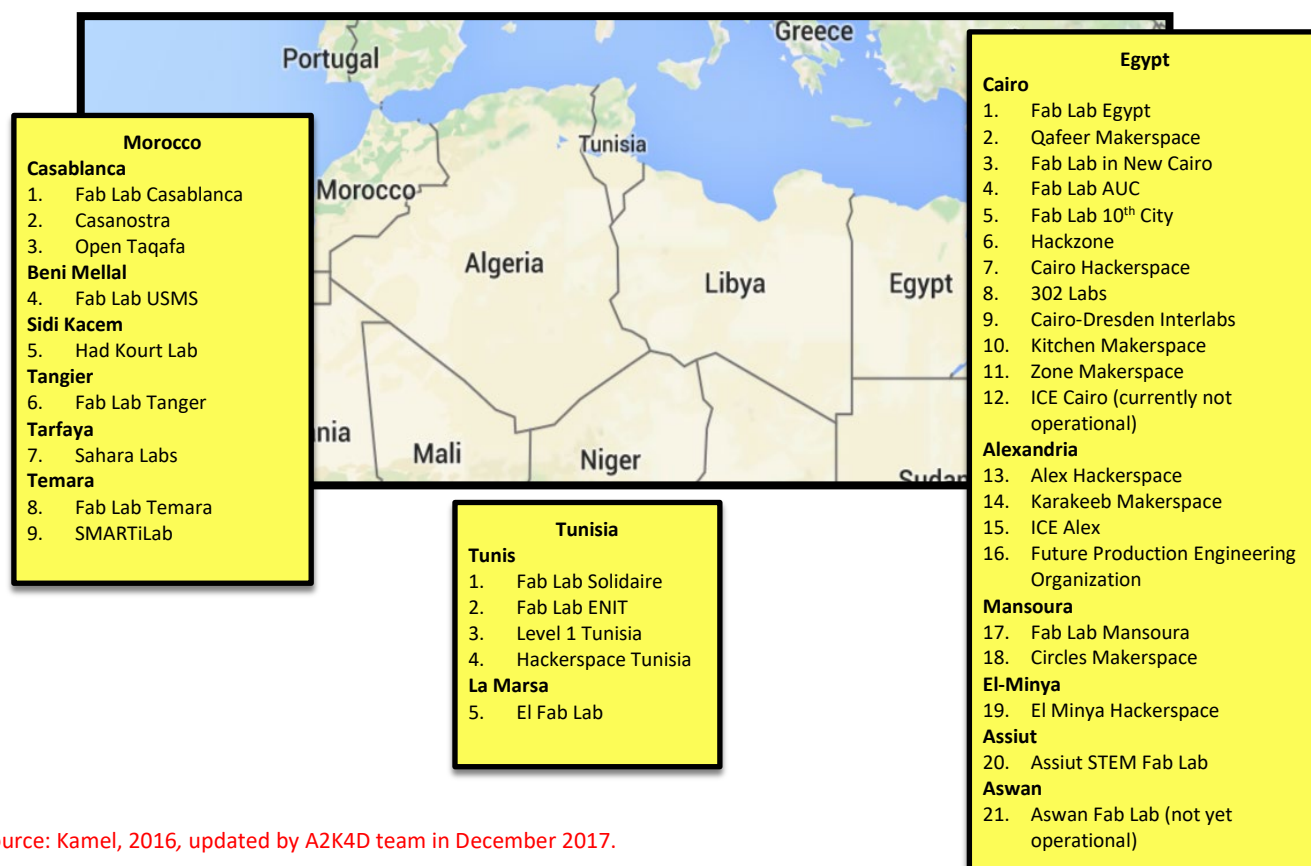 Portugal
Greece
Tunisia
Morocco
Algeria
Libya
Egypt
Mali
Niger
Morocco
Casablanca
1. Fab Lab Casablanca
2. Casanostra
3. Open Taqafa
Beni Mellal
4. Fab Lab USMS
Sidi Kacem
5. Had Kourt Lab
Tangier
6. Fab Lab Tanger
Tarfaya
7. Sahara Labs
Temara
8. Fab Lab Temara
9. SMARTiLab
Tunisia
Tunis
1. Fab Lab Solidaire
2. Fab Lab ENIT
3. Level 1 Tunisia
4. Hackerspace Tunisia
La Marsa
5. El Fab Lab
Egypt
Cairo
1. Fab Lab Egypt
2. Qafeer Makerspace
3. Fab Lab in New Cairo
4. Fab Lab AUC
5. Fab Lab 10th City
6. Hackzone
7. Cairo Hackerspace
8. 302 Labs
9. Cairo-Dresden Interlabs
10. Kitchen Makerspace
11. Zone Makerspace
12. ICE Cairo (currently not
operational)
Alexandria
13. Alex Hackerspace
14. Karakeeb Makerspace
15. ICE Alex
16. Future Production Engineering
Organization
Mansoura
17. Fab Lab Mansoura
18. Circles Makerspace
El-Minya
19. El Minya Hackerspace
Assiut
20. Assiut STEM Fab Lab
Aswan
21. Aswan Fab Lab (not yet
operational)
ource: Kamel, 2016, updated by A2K4D team in December 2017.